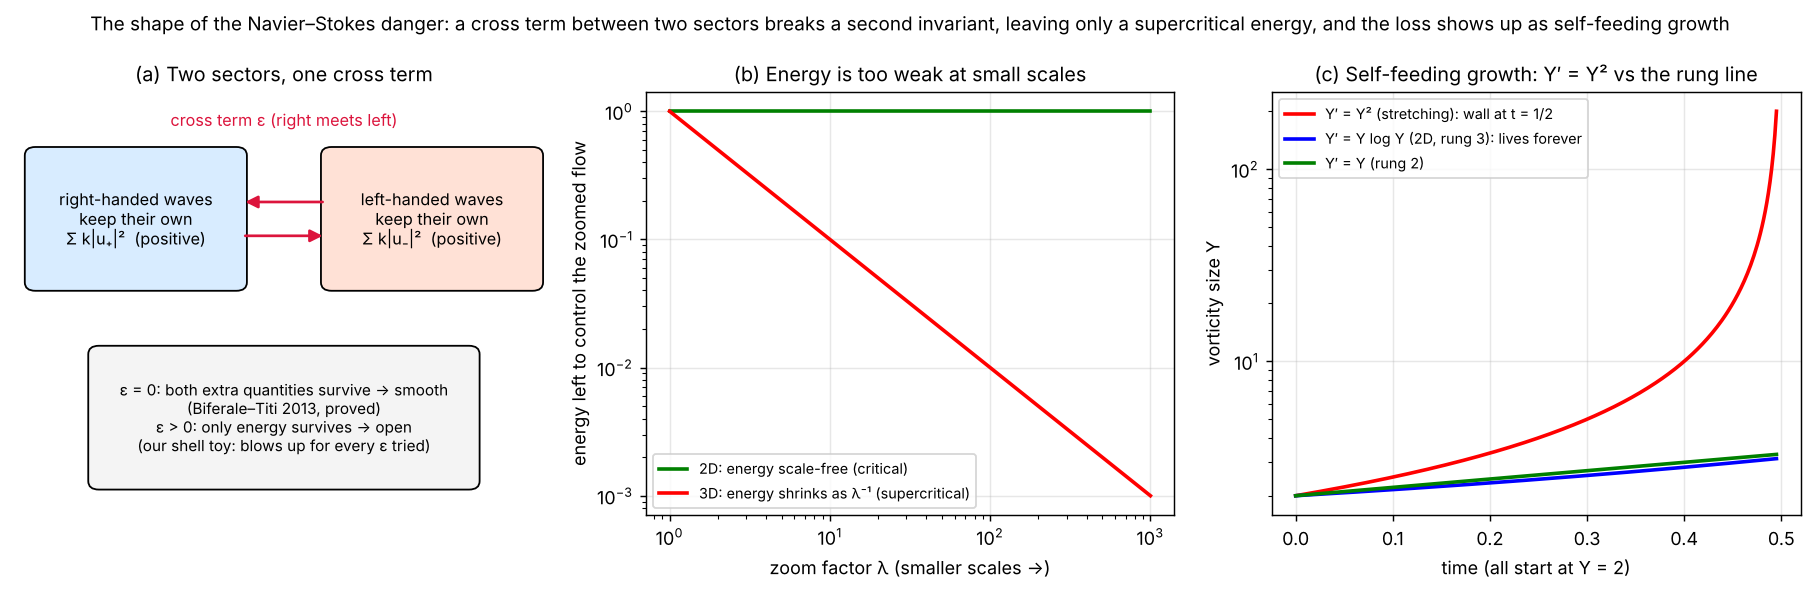 The shape of the Navier–Stokes danger: a cross term between two sectors breaks a second invariant, leaving only a supercritical energy, and the loss shows up as self-feeding growth
(a) Two sectors, one cross term
cross term ε (right meets left)
right-handed waves
keep their own
Σ k|u₊|² (positive)
left-handed waves
keep their own
Σ k|u₋|² (positive)
ε = 0: both extra quantities survive → smooth
(Biferale–Titi 2013, proved)
ε > 0: only energy survives → open
(our shell toy: blows up for every ε tried)
(b) Energy is too weak at small scales
energy left to control the zoomed flow
10⁰
10⁻¹
10⁻²
10⁻³
2D: energy scale-free (critical)
3D: energy shrinks as λ⁻¹ (supercritical)
10⁰ 10¹ 10² 10³
zoom factor λ (smaller scales →)
(c) Self-feeding growth: Y′ = Y² vs the rung line
vorticity size Y
10²
10¹
Y′ = Y² (stretching): wall at t = 1/2
Y′ = Y log Y (2D, rung 3): lives forever
Y′ = Y (rung 2)
0.0 0.1 0.2 0.3 0.4 0.5
time (all start at Y = 2)